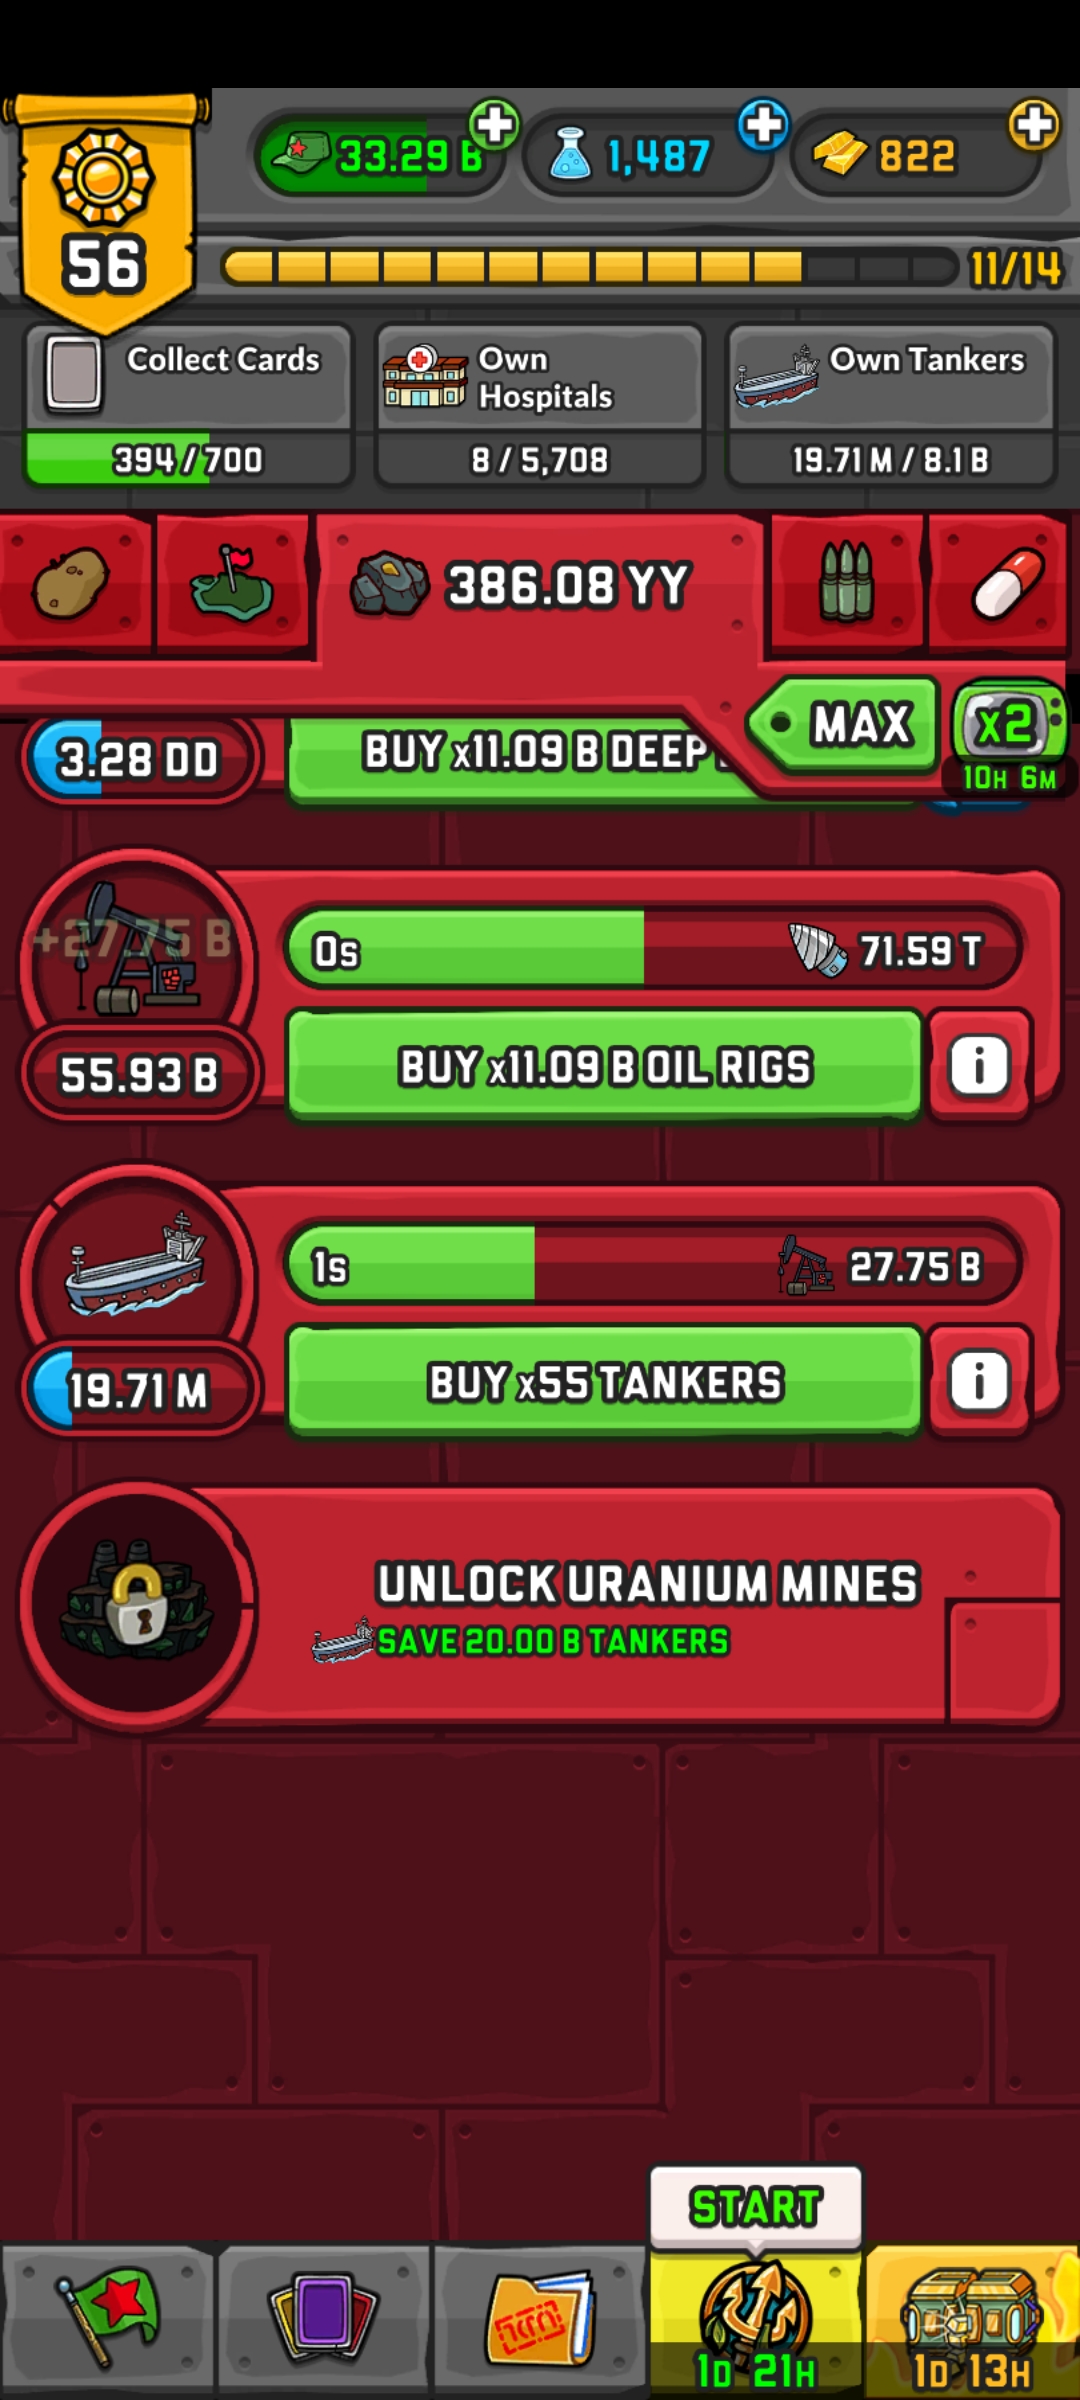 56
33.29 B
1,487
822
11/14
Collect Cards
394 / 700
Own
Hospitals
8 / 5,708
Own Tankers
19.71 M / 8.1 B
386.08 YY
MAX
X2
10H 6M
3.28 DD
BUY x11.09 B DEEP
+27.75 B
0s
71.59 T
55.93 B
BUY x11.09 B OIL RIGS
i
1s
27.75 B
19.71 M
BUY x55 TANKERS
i
UNLOCK URANIUM MINES
SAVE 20.00 B TANKERS
START
1D 21H
1D 13H